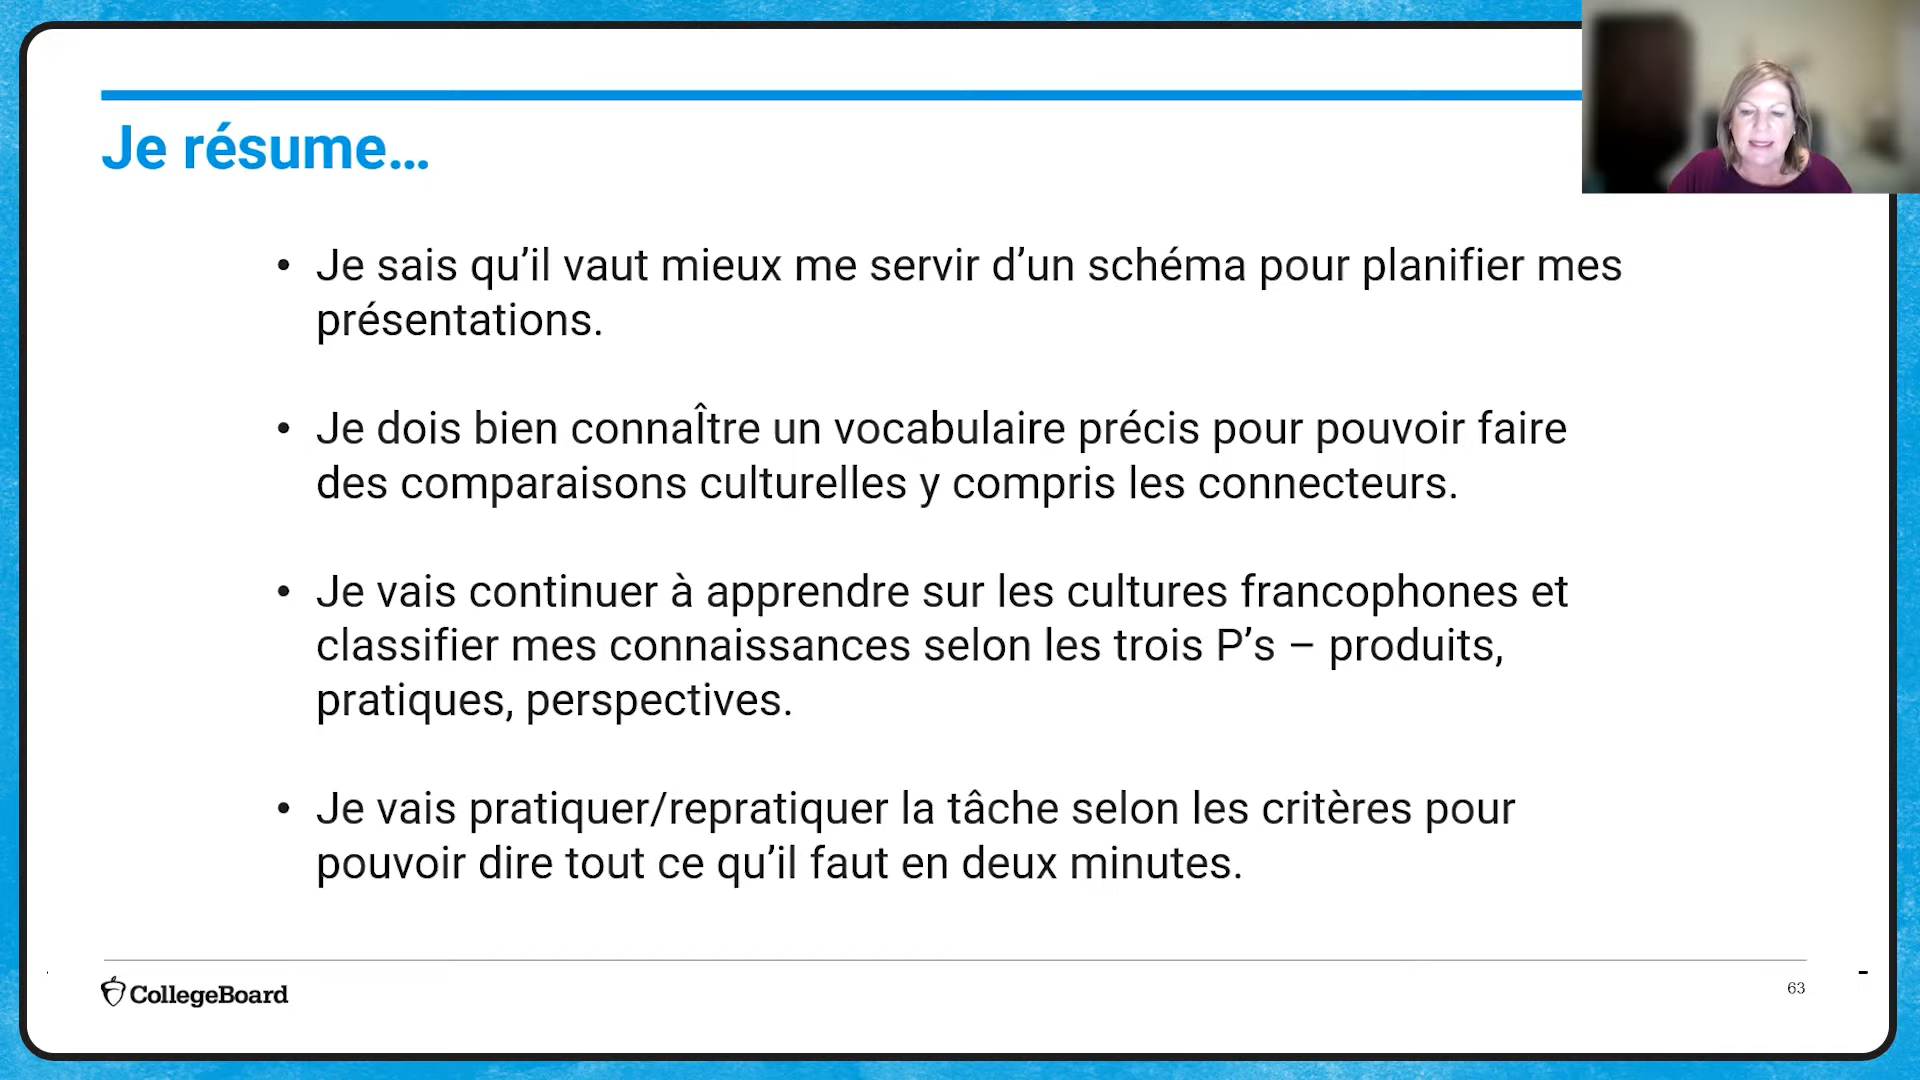 Je résume…
• Je sais qu’il vaut mieux me servir d’un schéma pour planifier mes
présentations.
• Je dois bien connaÎtre un vocabulaire précis pour pouvoir faire
des comparaisons culturelles y compris les connecteurs.
• Je vais continuer à apprendre sur les cultures francophones et
classifier mes connaissances selon les trois P’s – produits,
pratiques, perspectives.
• Je vais pratiquer/repratiquer la tâche selon les critères pour
pouvoir dire tout ce qu’il faut en deux minutes.
CollegeBoard
63